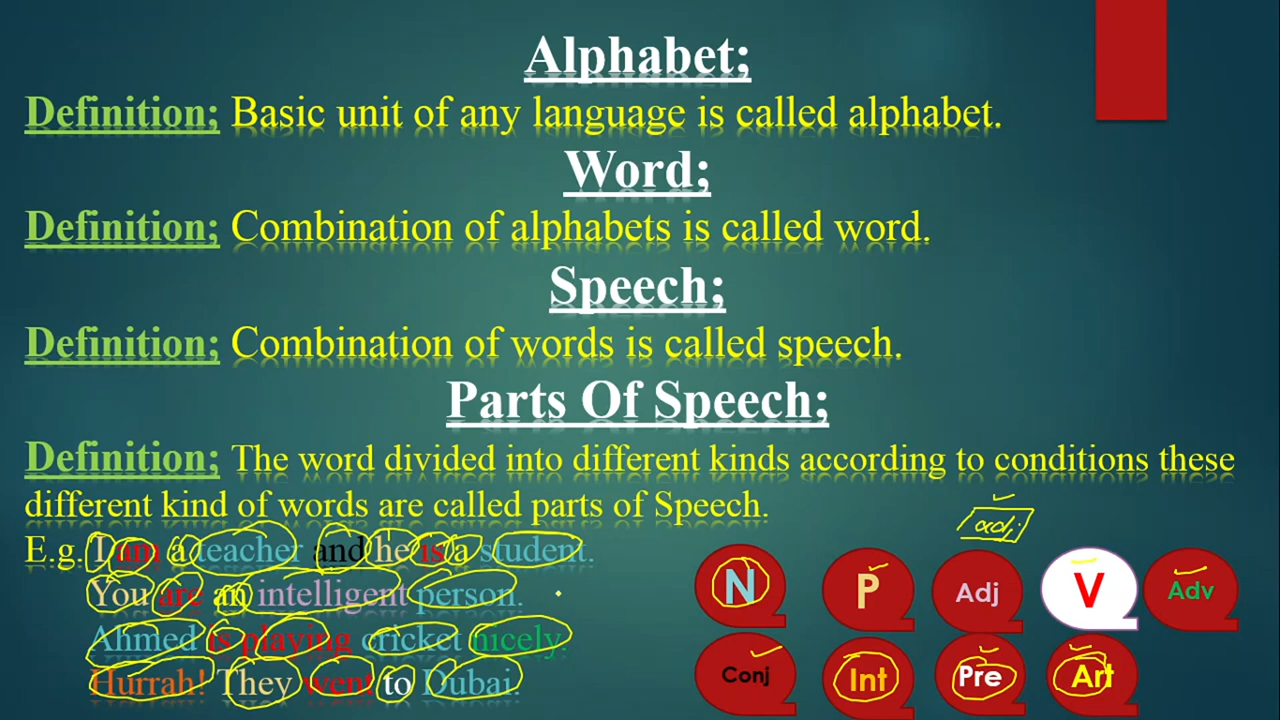 Alphabet;
Definition; Basic unit of any language is called alphabet.
Word;
Definition; Combination of alphabets is called word.
Speech;
Definition; Combination of words is called speech.
Parts Of Speech;
Definition; The word divided into different kinds according to conditions these
different kind of words are called parts of Speech.
adj
E.g. I am a teacher and he is a student.
You are an intelligent person.
Ahmed is playing cricket nicely.
Hurrah! They went to Dubai.
N P Adj V Adv
Conj Int Pre Art